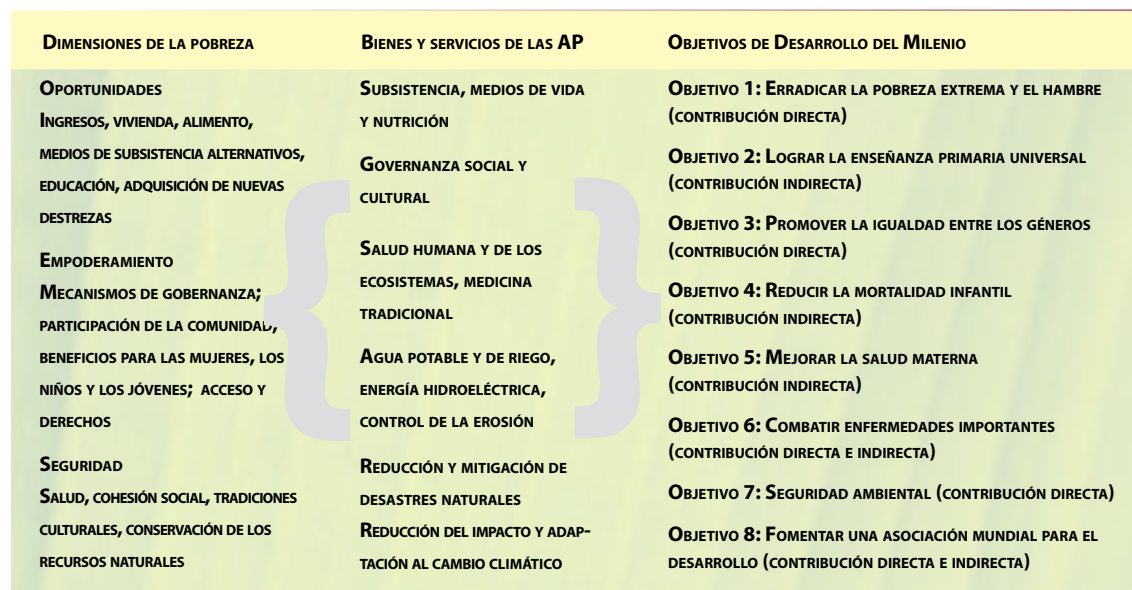 Dimensiones de la pobreza
Bienes y servicios de las AP
Objetivos de Desarrollo del Milenio
Oportunidades
Ingresos, vivienda, alimento,
medios de subsistencia alternativos,
educación, adquisición de nuevas
destrezas
Empoderamiento
Mecanismos de gobernanza;
participación de la comunidad,
beneficios para las mujeres, los
niños y los jóvenes; acceso y
derechos
Seguridad
Salud, cohesión social, tradiciones
culturales, conservación de los
recursos naturales
Subsistencia, medios de vida
y nutrición
Governanza social y
cultural
Salud humana y de los
ecosistemas, medicina
tradicional
Agua potable y de riego,
energía hidroeléctrica,
control de la erosión
Reducción y mitigación de
desastres naturales
Reducción del impacto y adap-
tación al cambio climático
Objetivo 1: Erradicar la pobreza extrema y el hambre
(contribución directa)
Objetivo 2: Lograr la enseñanza primaria universal
(contribución indirecta)
Objetivo 3: Promover la igualdad entre los géneros
(contribución directa)
Objetivo 4: Reducir la mortalidad infantil
(contribución indirecta)
Objetivo 5: Mejorar la salud materna
(contribución indirecta)
Objetivo 6: Combatir enfermedades importantes
(contribución directa e indirecta)
Objetivo 7: Seguridad ambiental (contribución directa)
Objetivo 8: Fomentar una asociación mundial para el
desarrollo (contribución directa e indirecta)